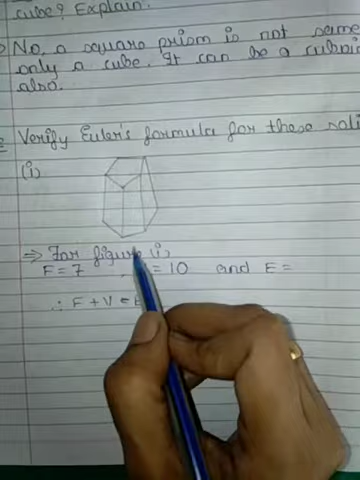 cube? Explain.
No, a square prism is not same
only a cube. It can be a cuboid
also.
Verify Euler's formula for these soli
(i)
⇒ For figure (i)
F = 7 = 10 and E =
∴ F + V = E